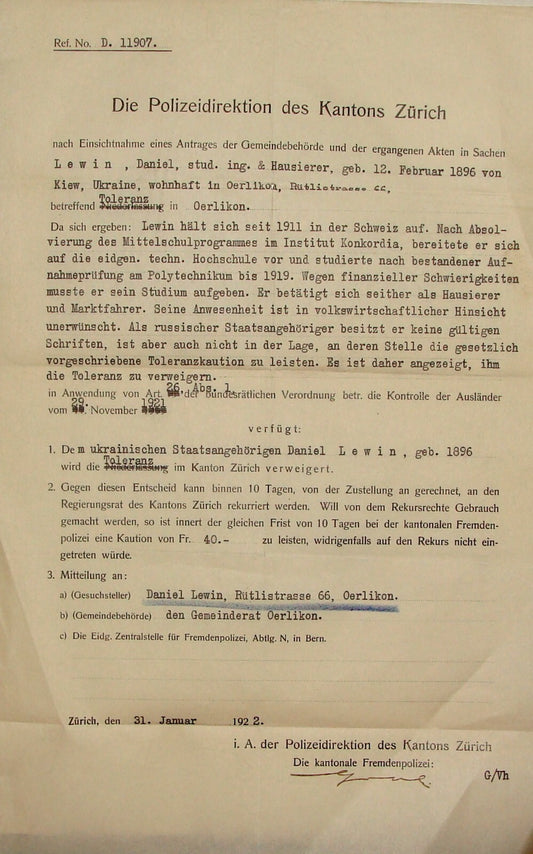 Ref. No. D. 11907.
Die Polizeidirektion des Kantons Zürich
nach Einsichtnahme eines Antrages der Gemeindebehörde und der ergangenen Akten in Sachen
L e w i n , Daniel, stud. ing. & Hausierer, geb. 12. Februar 1896 von
Kiew, Ukraine, wohnhaft in Oerlikon, Rütlistrasse 66,
Toleranz
betreffend Niederlassung in Oerlikon.
Da sich ergeben: Lewin hält sich seit 1911 in der Schweiz auf. Nach Absol-
vierung des Mittelschulprogrammes im Institut Konkordia, bereitete er sich
auf die eidgen. techn. Hochschule vor und studierte nach bestandener Auf-
nahmeprüfung am Polytechnikum bis 1919. Wegen finanzieller Schwierigkeiten
musste er sein Studium aufgeben. Er betätigt sich seither als Hausierer
und Marktfahrer. Seine Anwesenheit ist in volkswirtschaftlicher Hinsicht
unerwünscht. Als russischer Staatsangehöriger besitzt er keine gültigen
Schriften, ist aber auch nicht in der Lage, an deren Stelle die gesetzlich
vorgeschriebene Toleranzkaution zu leisten. Es ist daher angezeigt, ihm
die Toleranz zu verweigern.
26. Abs. 1
in Anwendung von Art. der bundesrätlichen Verordnung betr. die Kontrolle der Ausländer
29. 1921
vom November
verfügt:
1. Dem ukrainischen Staatsangehörigen Daniel L e w i n , geb. 1896
Toleranz
wird die Niederlassung im Kanton Zürich verweigert.
2. Gegen diesen Entscheid kann binnen 10 Tagen, von der Zustellung an gerechnet, an den
Regierungsrat des Kantons Zürich rekurriert werden. Will von dem Rekursrechte Gebrauch
gemacht werden, so ist innert der gleichen Frist von 10 Tagen bei der kantonalen Fremden-
polizei eine Kaution von Fr. 40.- zu leisten, widrigenfalls auf den Rekurs nicht ein-
getreten würde.
3. Mitteilung an:
a) (Gesuchsteller) Daniel Lewin, Rütlistrasse 66, Oerlikon.
b) (Gemeindebehörde) den Gemeinderat Oerlikon.
c) Die Eidg. Zentralstelle für Fremdenpolizei, Abtlg. N, in Bern.
Zürich, den 31. Januar 1922.
i. A. der Polizeidirektion des Kantons Zürich
Die kantonale Fremdenpolizei:
G/Vh